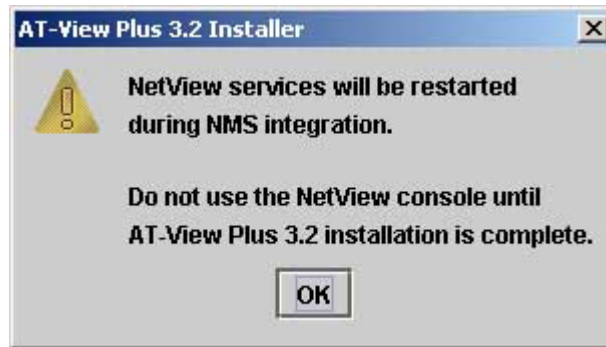 AT-View Plus 3.2 Installer
NetView services will be restarted
during NMS integration.
Do not use the NetView console until
AT-View Plus 3.2 installation is complete.
OK